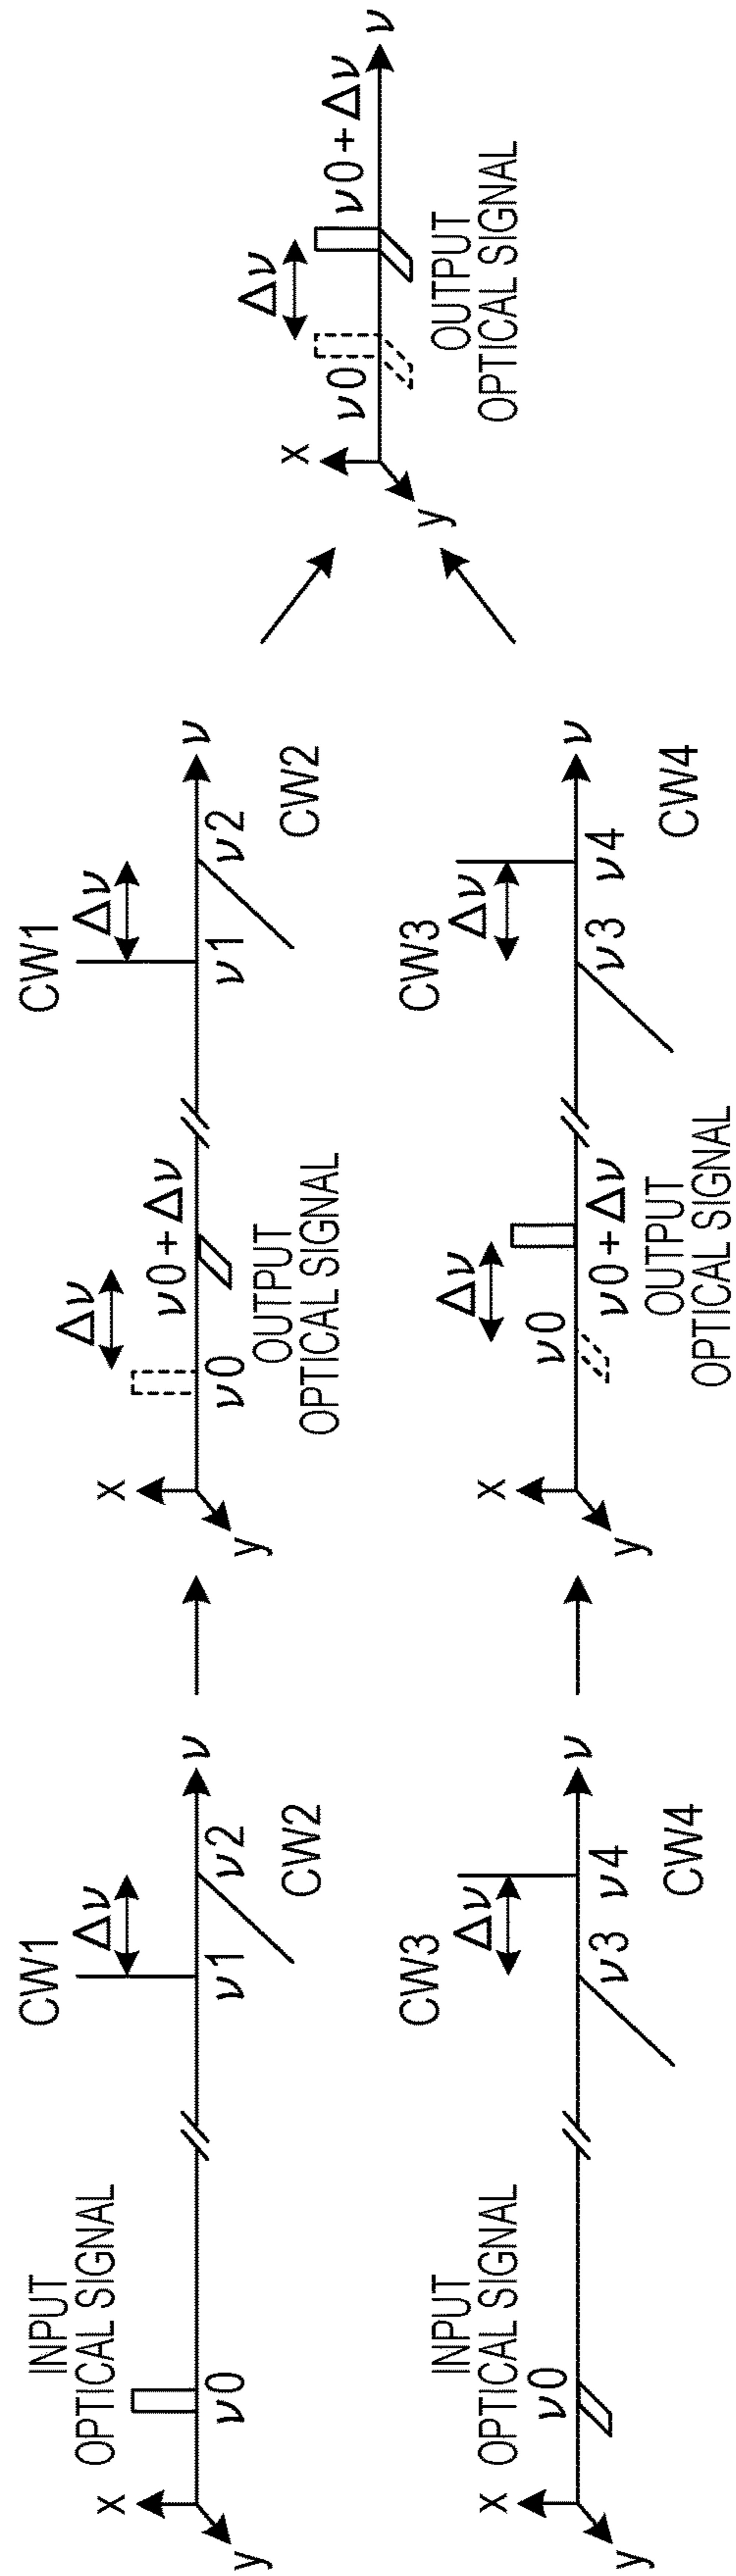 INPUT
OPTICAL SIGNAL
CW1
Δν
x
y
ν0
ν1
ν2
ν
CW2
INPUT
OPTICAL SIGNAL
CW3
Δν
x
y
ν0
ν3
ν4
ν
CW4
CW1
Δν
Δν
x
y
ν0
ν0+Δν
ν1
ν2
ν
OUTPUT
OPTICAL SIGNAL
CW2
CW3
Δν
Δν
x
y
ν0
ν0+Δν
ν3
ν4
ν
OUTPUT
OPTICAL SIGNAL
CW4
Δν
x
y
ν0
ν0+Δν
ν
OUTPUT
OPTICAL SIGNAL